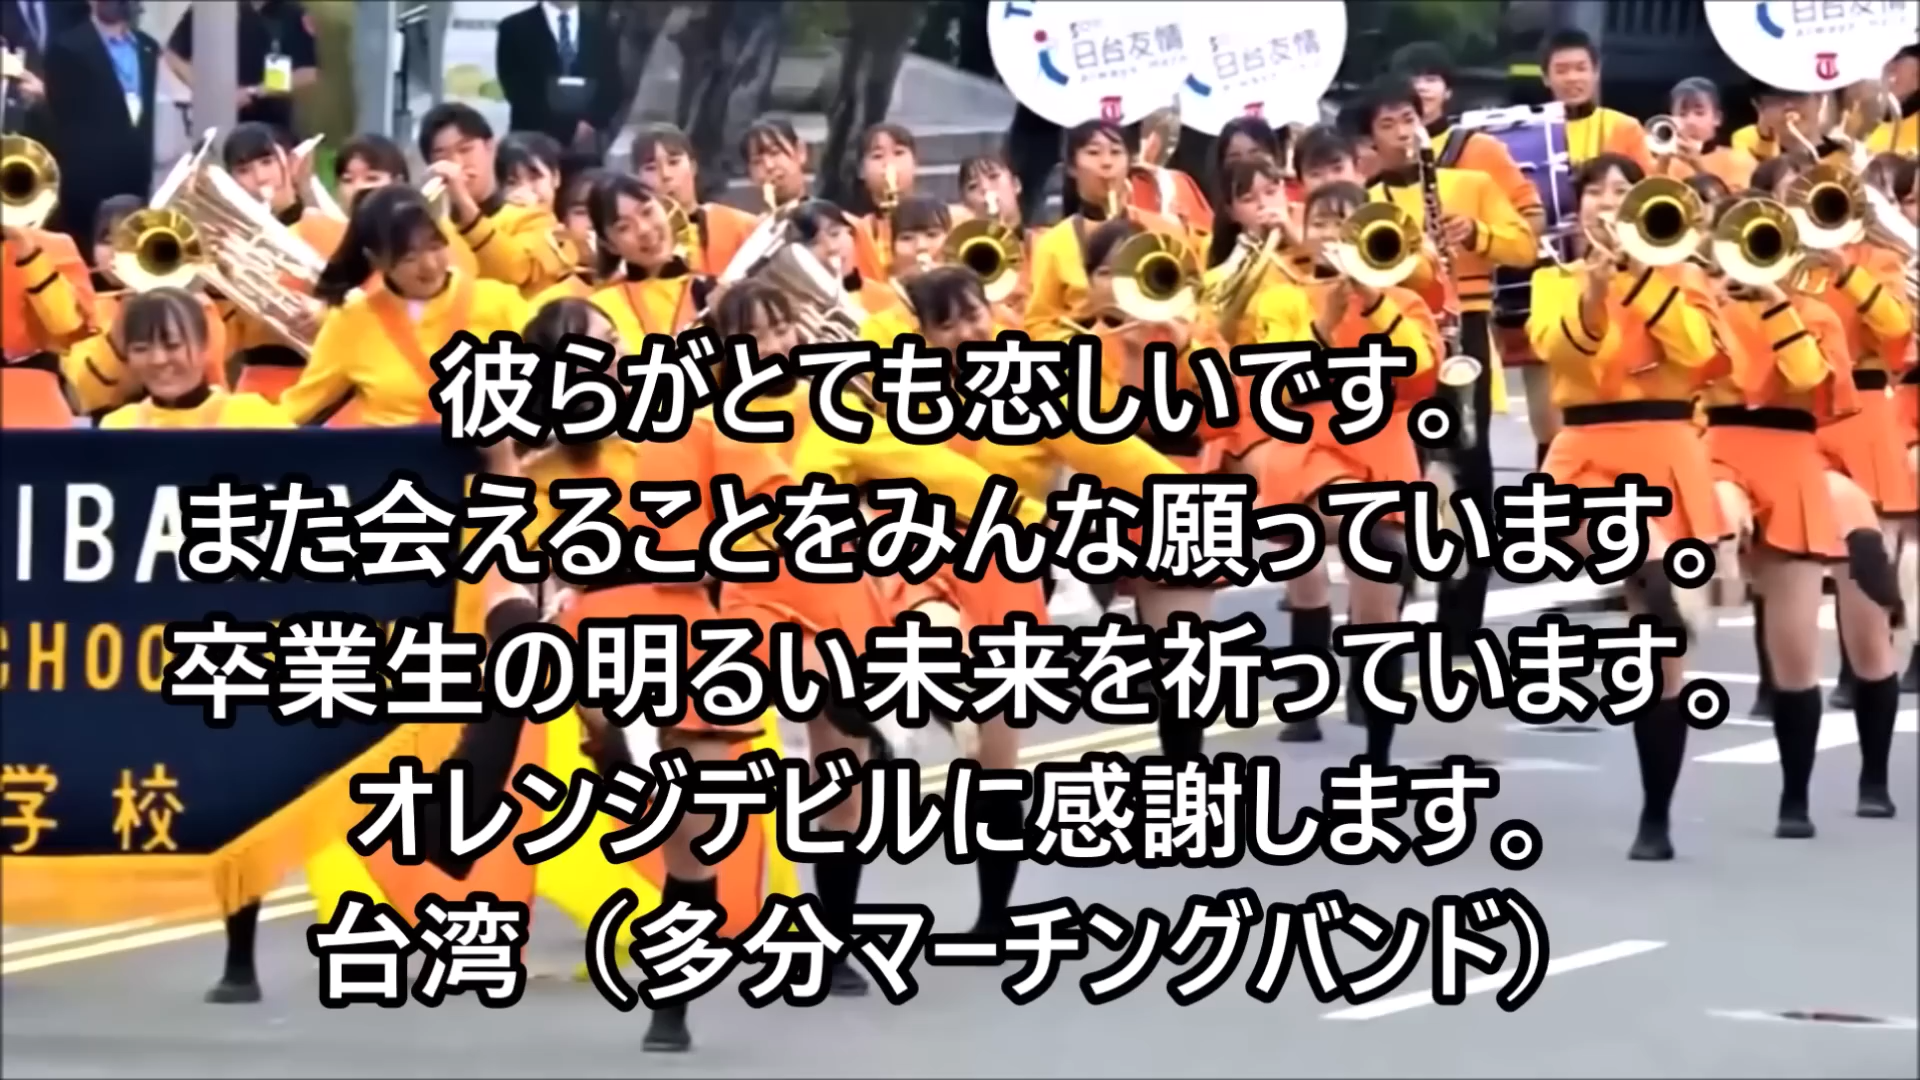 日台友情
日台友情
日台友情
彼らがとても恋しいです。
また会えることをみんな願っています。
卒業生の明るい未来を祈っています。
オレンジデビルに感謝します。
台湾（多分マーチングバンド）
IBA
CHOO
学校